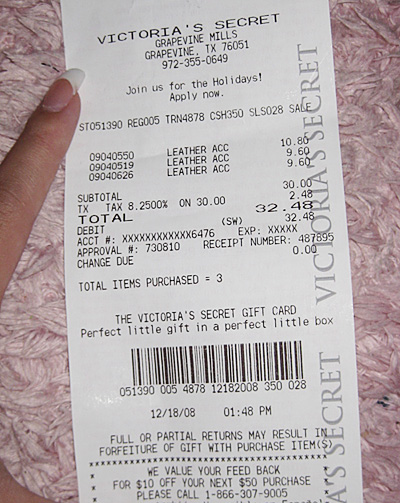 VICTORIA'S SECRET
GRAPEVINE MILLS
GRAPEVINE, TX 76051
972-355-0649
Join us for the Holidays!
Apply now.
ST051390 REG005 TRN4878 CSH350 SLS028 SALE
09040550 LEATHER ACC 10.80
09040519 LEATHER ACC 9.60
09040626 LEATHER ACC 9.60
SUBTOTAL 30.00
TX TAX 8.2500% ON 30.00 2.48
TOTAL 32.48
DEBIT (SW) 32.48
ACCT #: XXXXXXXXXXXX6476 EXP: XXXXX
APPROVAL #: 730810 RECEIPT NUMBER: 487895
CHANGE DUE 0.00
TOTAL ITEMS PURCHASED = 3
THE VICTORIA'S SECRET GIFT CARD
Perfect little gift in a perfect little box
051390 005 4878 12182008 350 028
12/18/08 01:48 PM
FULL OR PARTIAL RETURNS MAY RESULT IN
FORFEITURE OF GIFT WITH PURCHASE ITEM(S)
WE VALUE YOUR FEED BACK
FOR $10 OFF YOUR NEXT $50 PURCHASE
PLEASE CALL 1-866-307-9005
VICTORIA'S SECRET
A'S SECRET